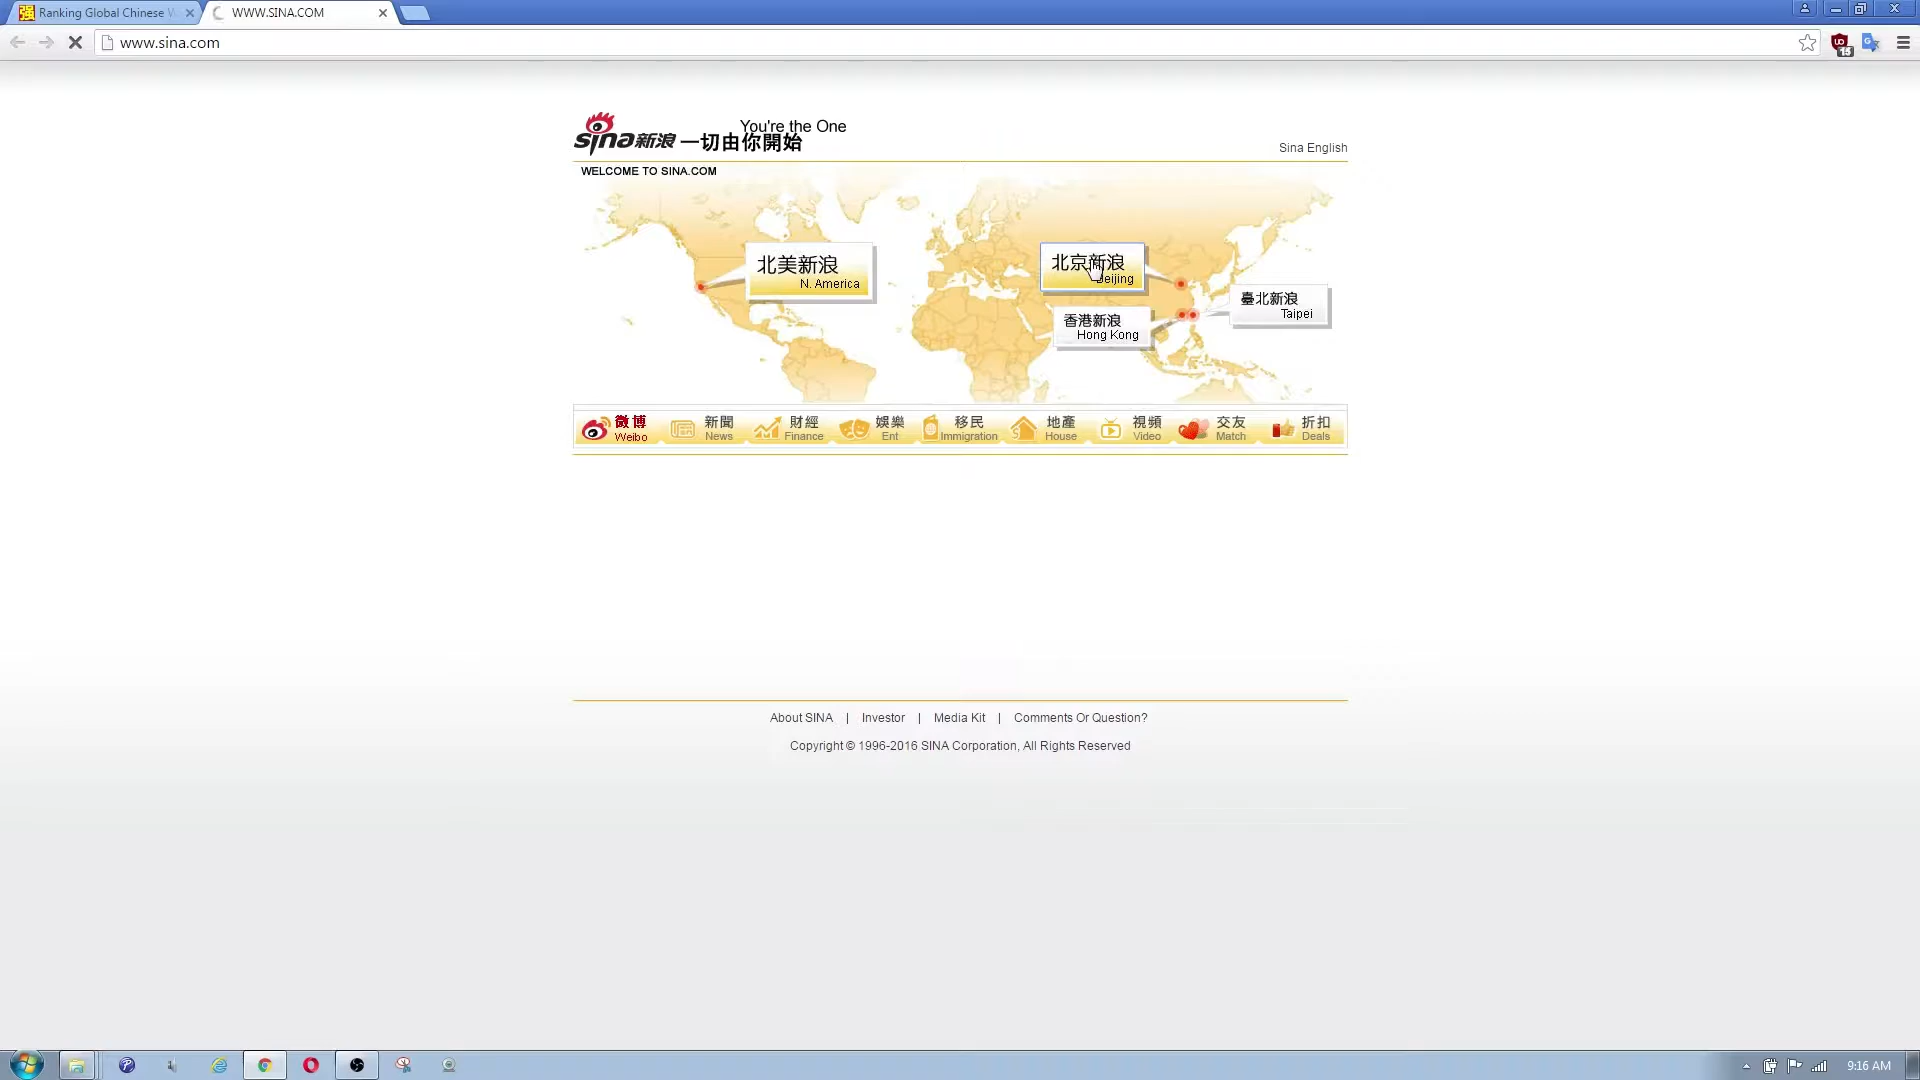 Ranking Global Chinese W
WWW.SINA.COM
www.sina.com
15
sina新浪
You're the One
一切由你開始
Sina English
WELCOME TO SINA.COM
北美新浪
N. America
北京新浪
Beijing
香港新浪
Hong Kong
臺北新浪
Taipei
微博 新聞 財經 娛樂 移民 地產 視頻 交友 折扣
Weibo News Finance Ent Immigration House Video Match Deals
About SINA | Investor | Media Kit | Comments Or Question?
Copyright © 1996-2016 SINA Corporation, All Rights Reserved
9:16 AM